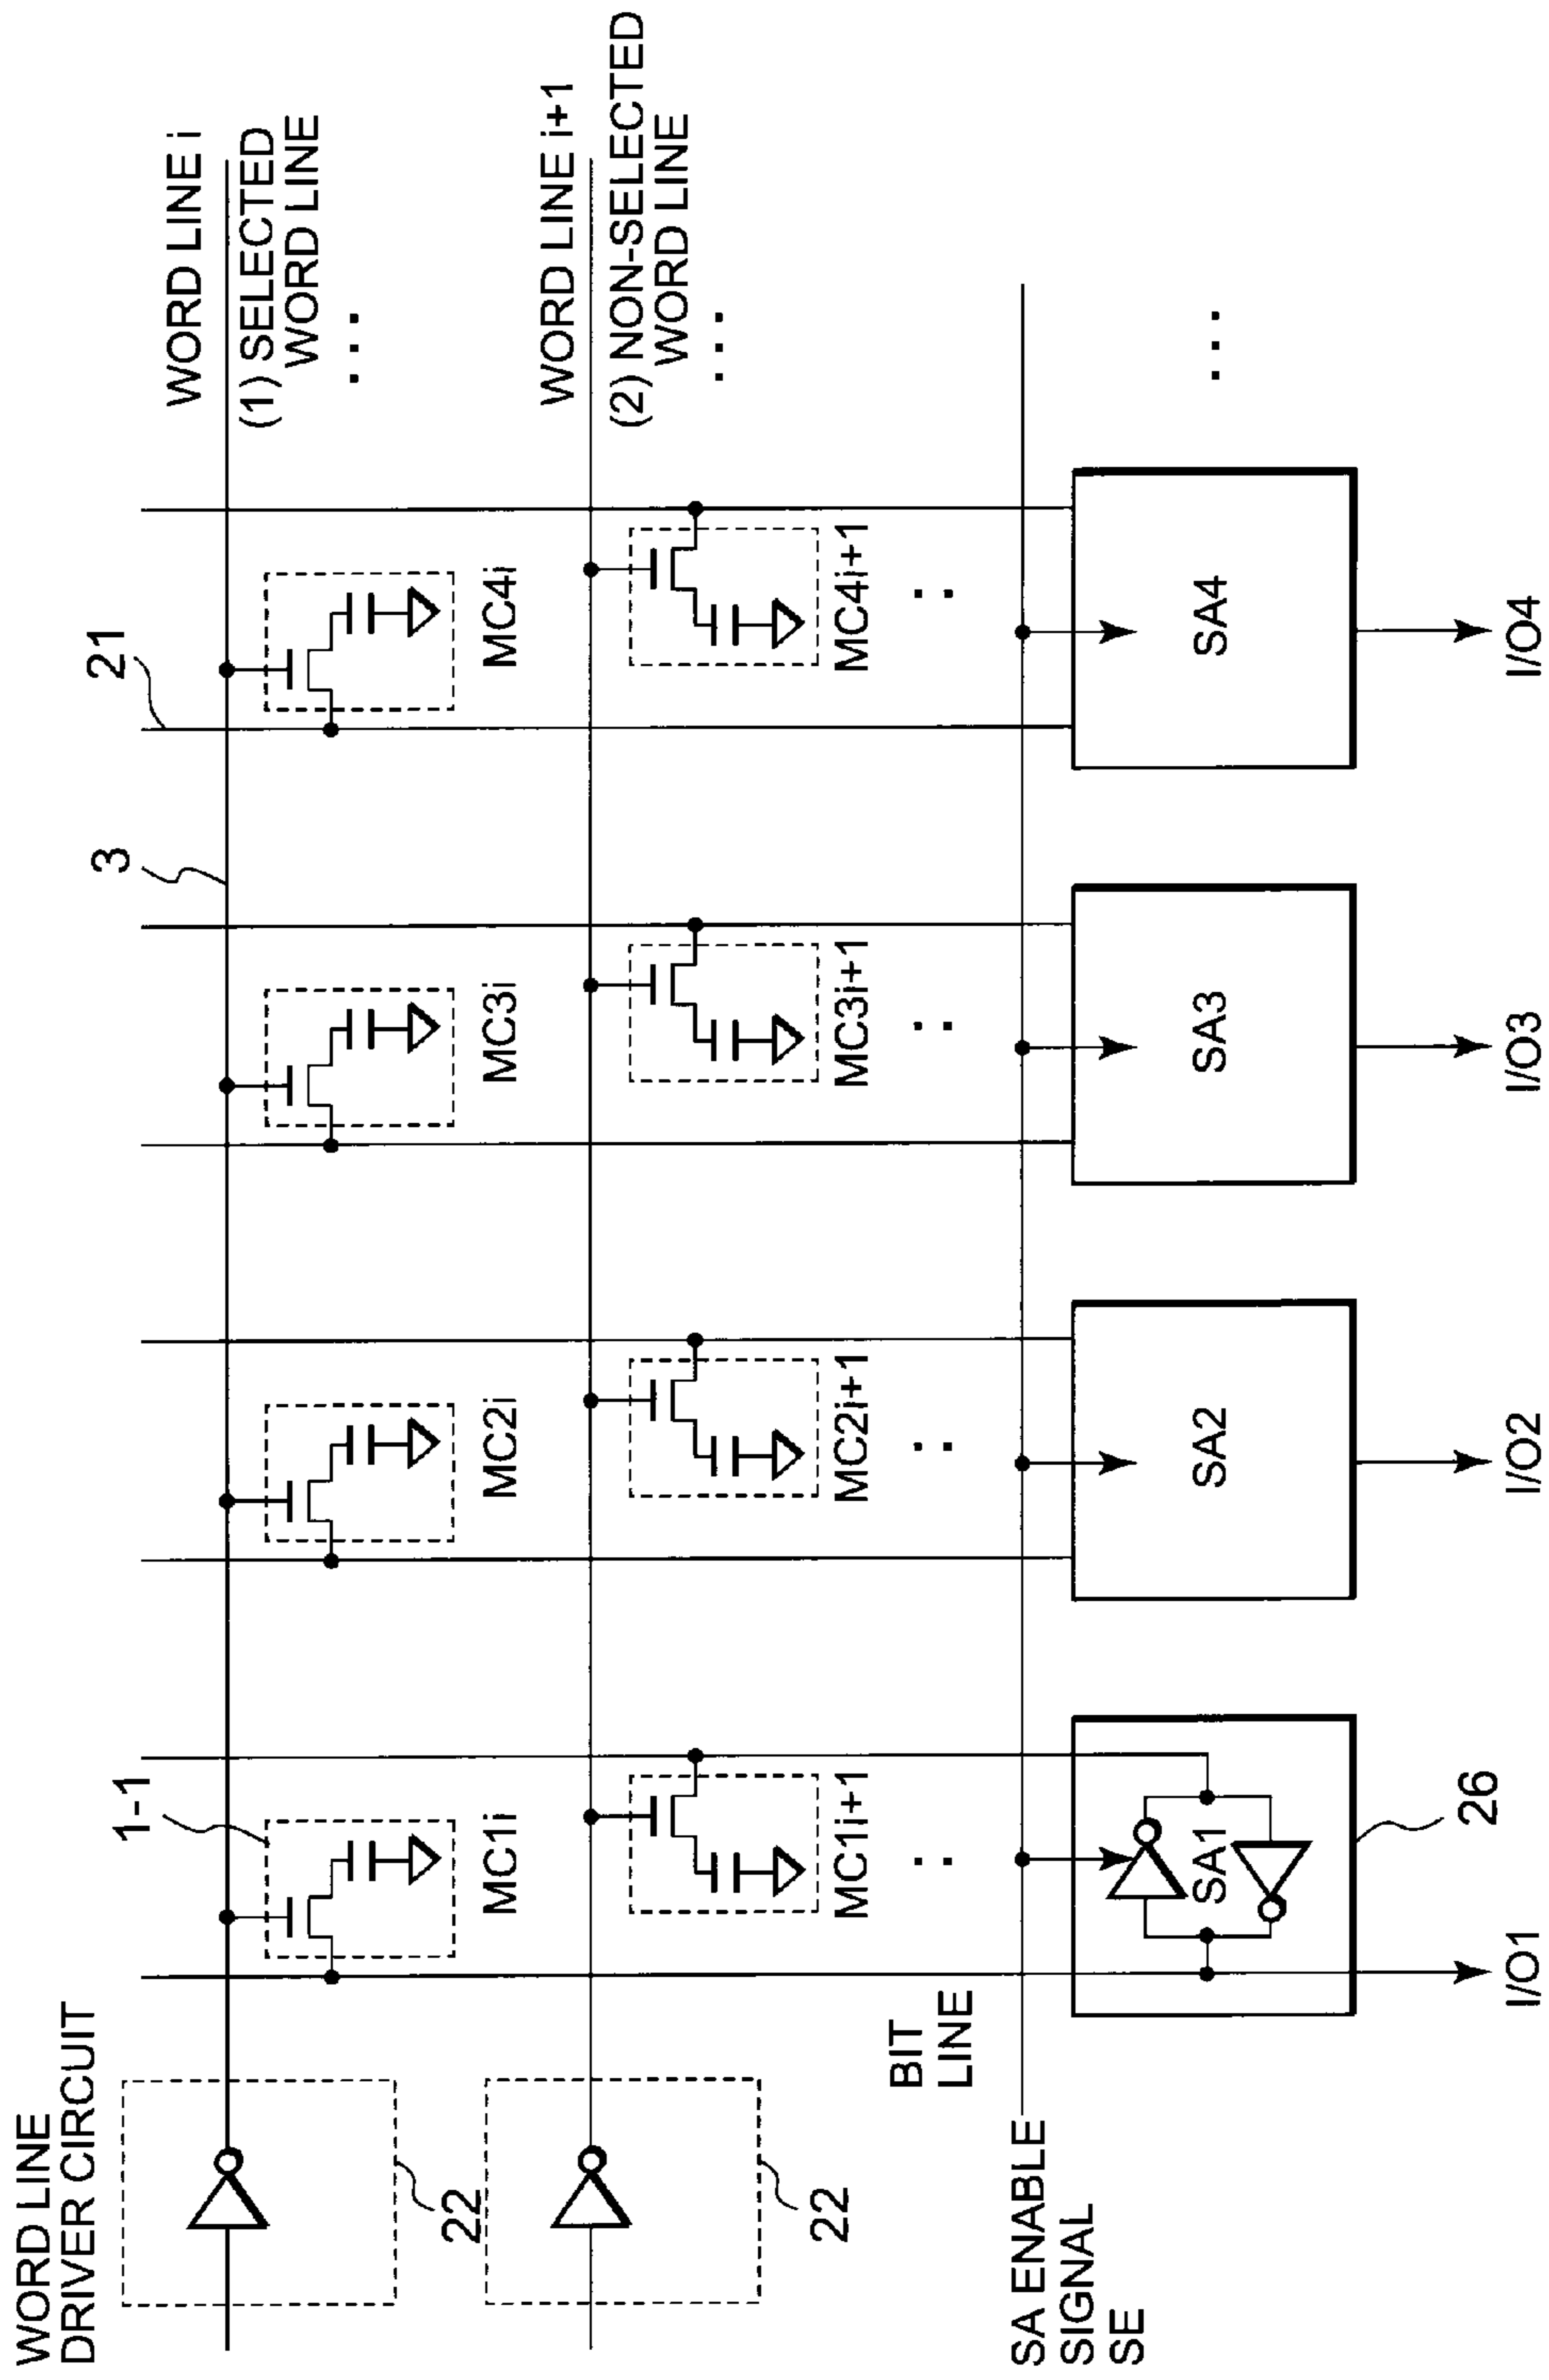 WORD LINE
DRIVER CIRCUIT
22
22
1-1
3
21
WORD LINE i
(1) SELECTED
WORD LINE
...
MC1i
MC2i
MC3i
MC4i
WORD LINE i+1
(2) NON-SELECTED
WORD LINE
...
MC1i+1
MC2i+1
MC3i+1
MC4i+1
BIT
LINE
SA ENABLE
SIGNAL
SE
SA1
SA2
SA3
SA4
...
26
I/O1
I/O2
I/O3
I/O4